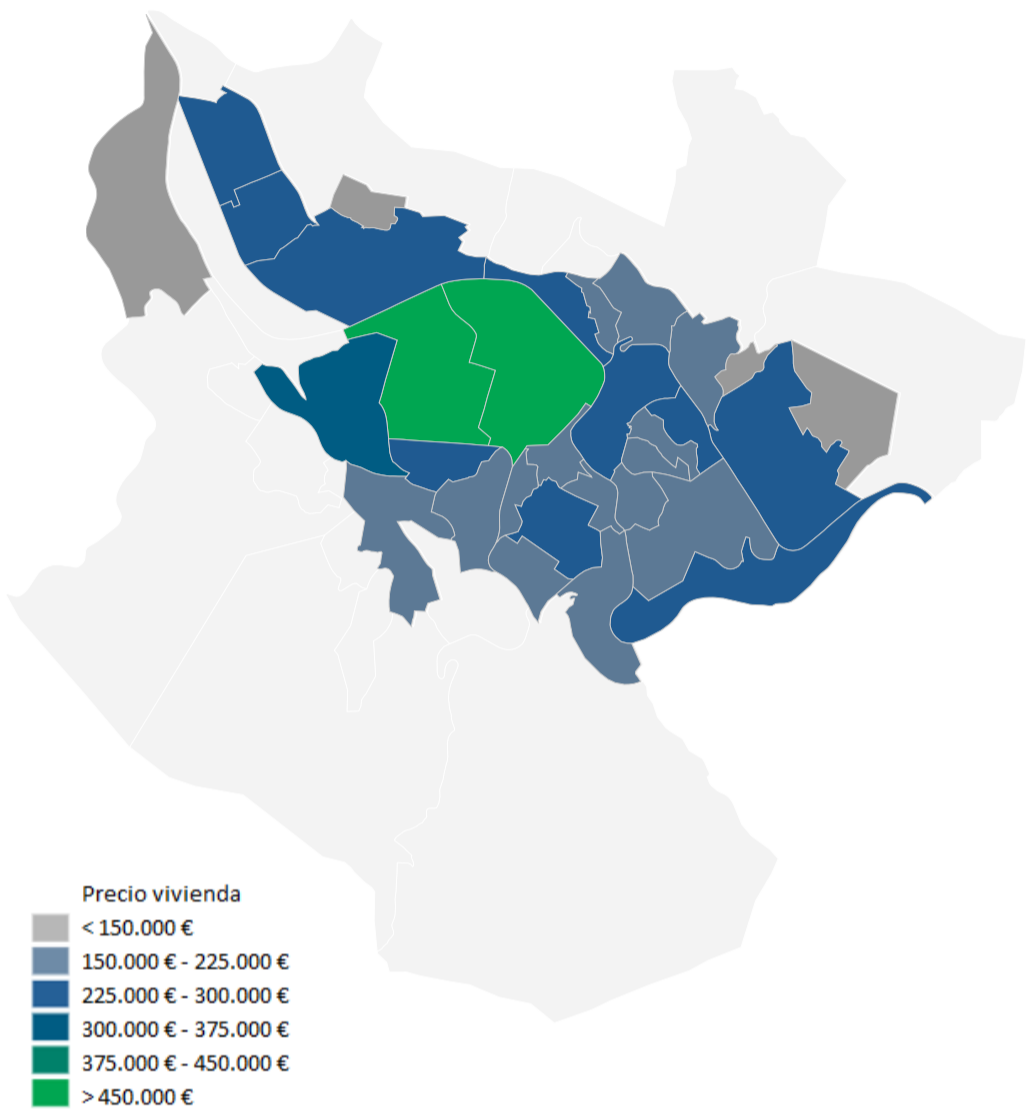 Precio vivienda
< 150.000 €
150.000 € - 225.000 €
225.000 € - 300.000 €
300.000 € - 375.000 €
375.000 € - 450.000 €
> 450.000 €